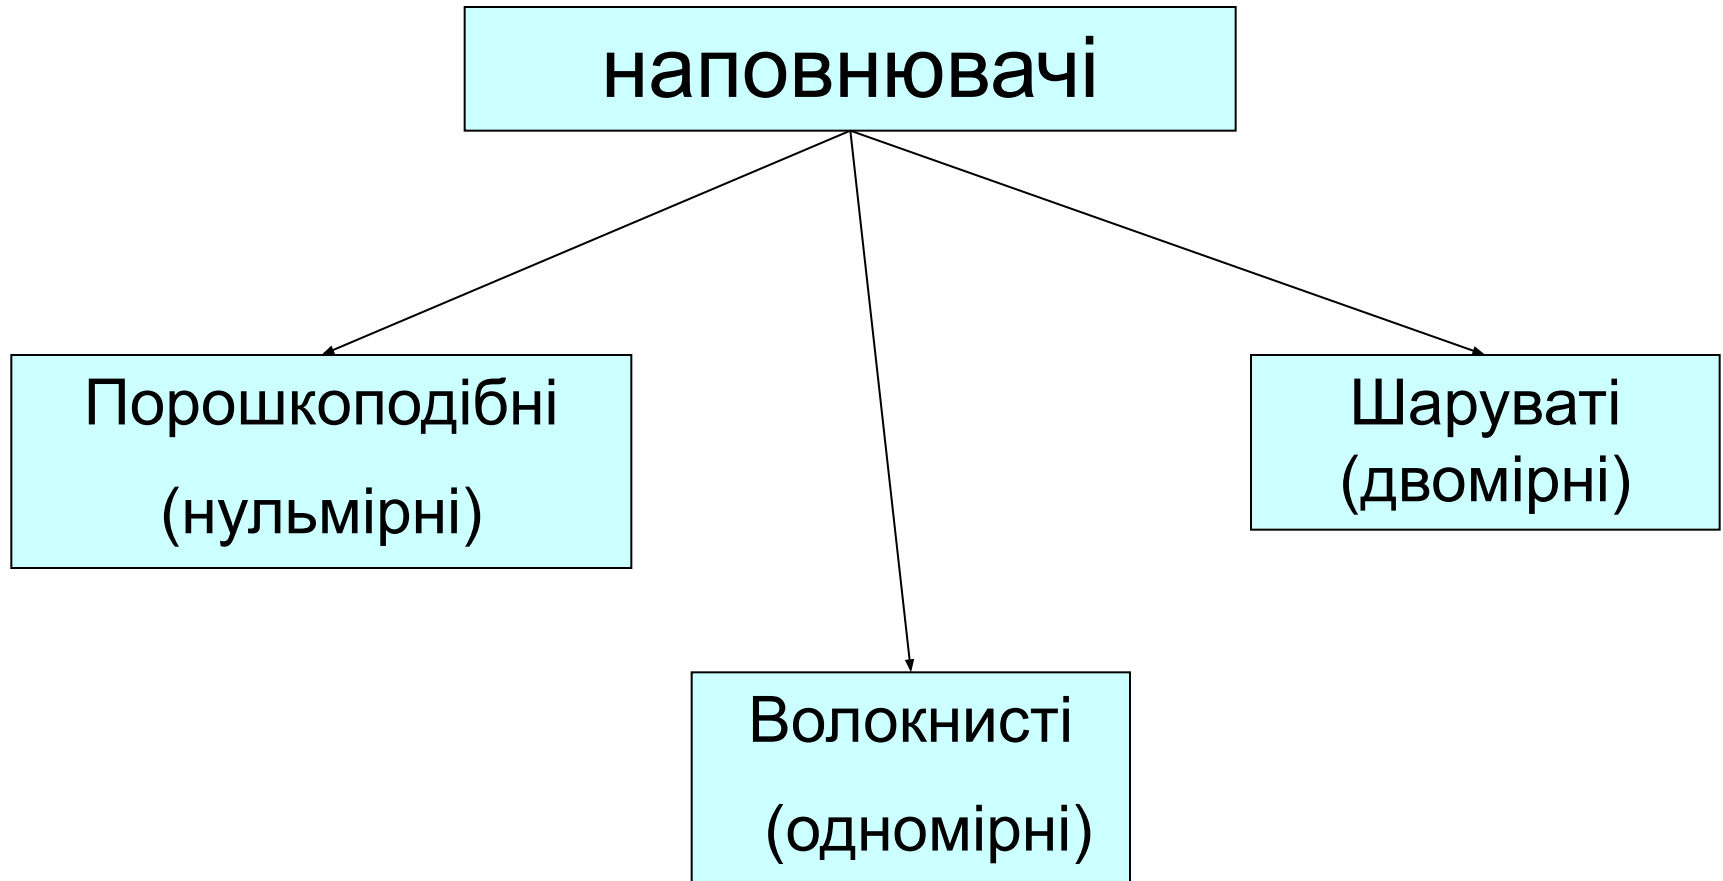 наповнювачі
Порошкоподібні
(нульмірні)
Шаруваті
(двомірні)
Волокнисті
(одномірні)